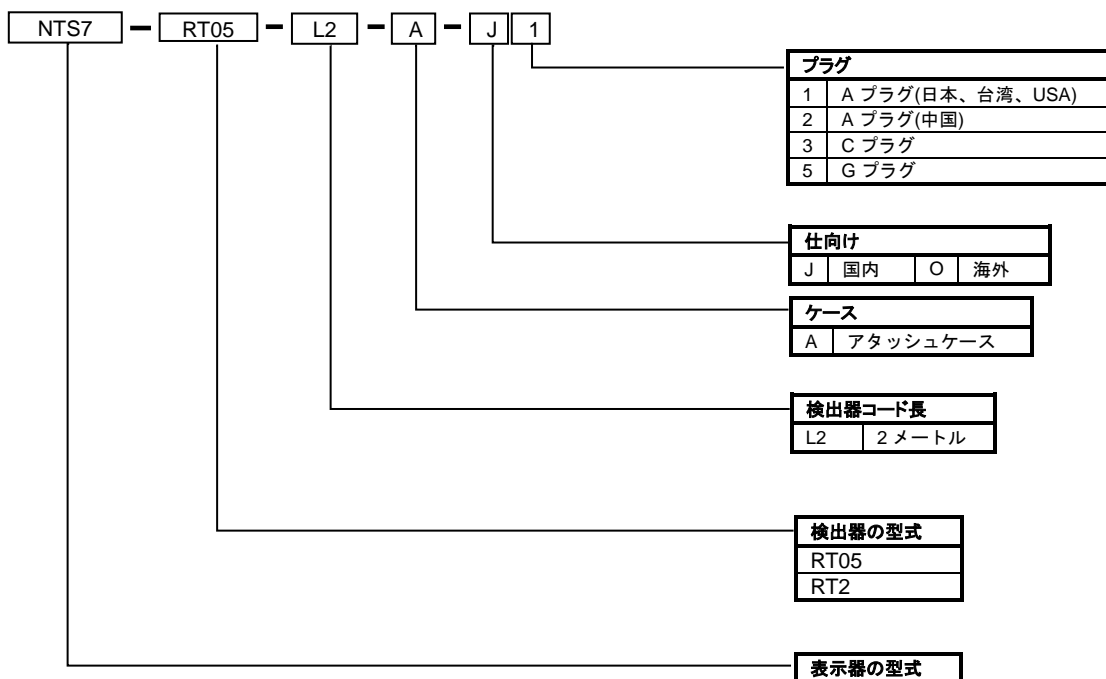 NTS7 - RT05 - L2 - A - J 1
プラグ
1 A プラグ(日本、台湾、USA)
2 A プラグ(中国)
3 C プラグ
5 G プラグ
仕向け
J 国内 O 海外
ケース
A アタッシュケース
検出器コード長
L2 2 メートル
検出器の型式
RT05
RT2
表示器の型式